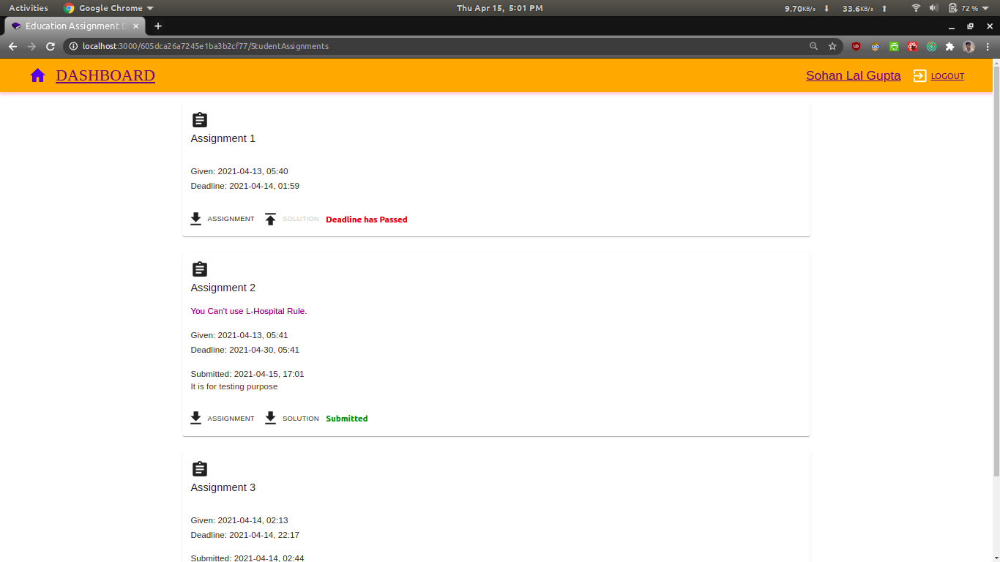 Activities Google Chrome Thu Apr 15, 5:01 PM 9.70KB/s 33.6KB/s 72 %
Education Assignment
localhost:3000/605dca26a7245e1ba3b2cf77/StudentAssignments
DASHBOARD Sohan Lal Gupta LOGOUT
Assignment 1
Given: 2021-04-13, 05:40
Deadline: 2021-04-14, 01:59
ASSIGNMENT SOLUTION Deadline has Passed
Assignment 2
You Can't use L-Hospital Rule.
Given: 2021-04-13, 05:41
Deadline: 2021-04-30, 05:41
Submitted: 2021-04-15, 17:01
It is for testing purpose
ASSIGNMENT SOLUTION Submitted
Assignment 3
Given: 2021-04-14, 02:13
Deadline: 2021-04-14, 22:17
Submitted: 2021-04-14, 02:44